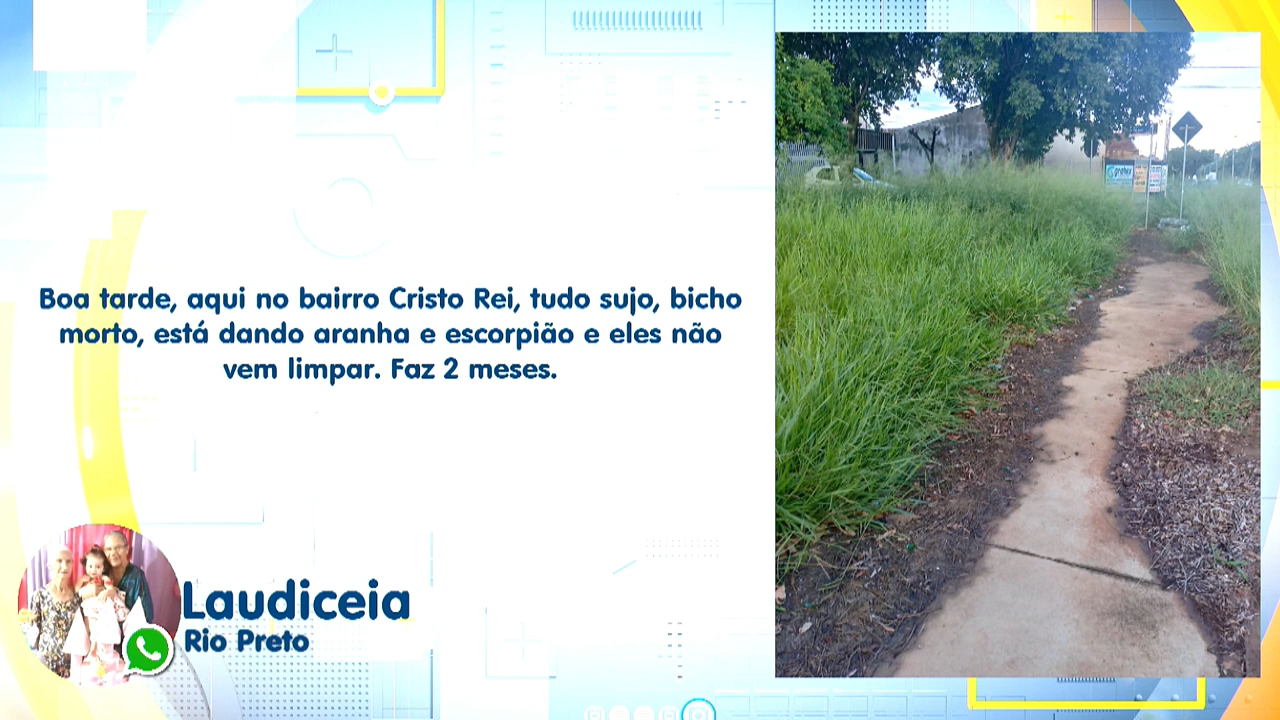 Boa tarde, aqui no bairro Cristo Rei, tudo sujo, bicho
morto, está dando aranha e escorpião e eles não
vem limpar. Faz 2 meses.
Laudiceia
Rio Preto